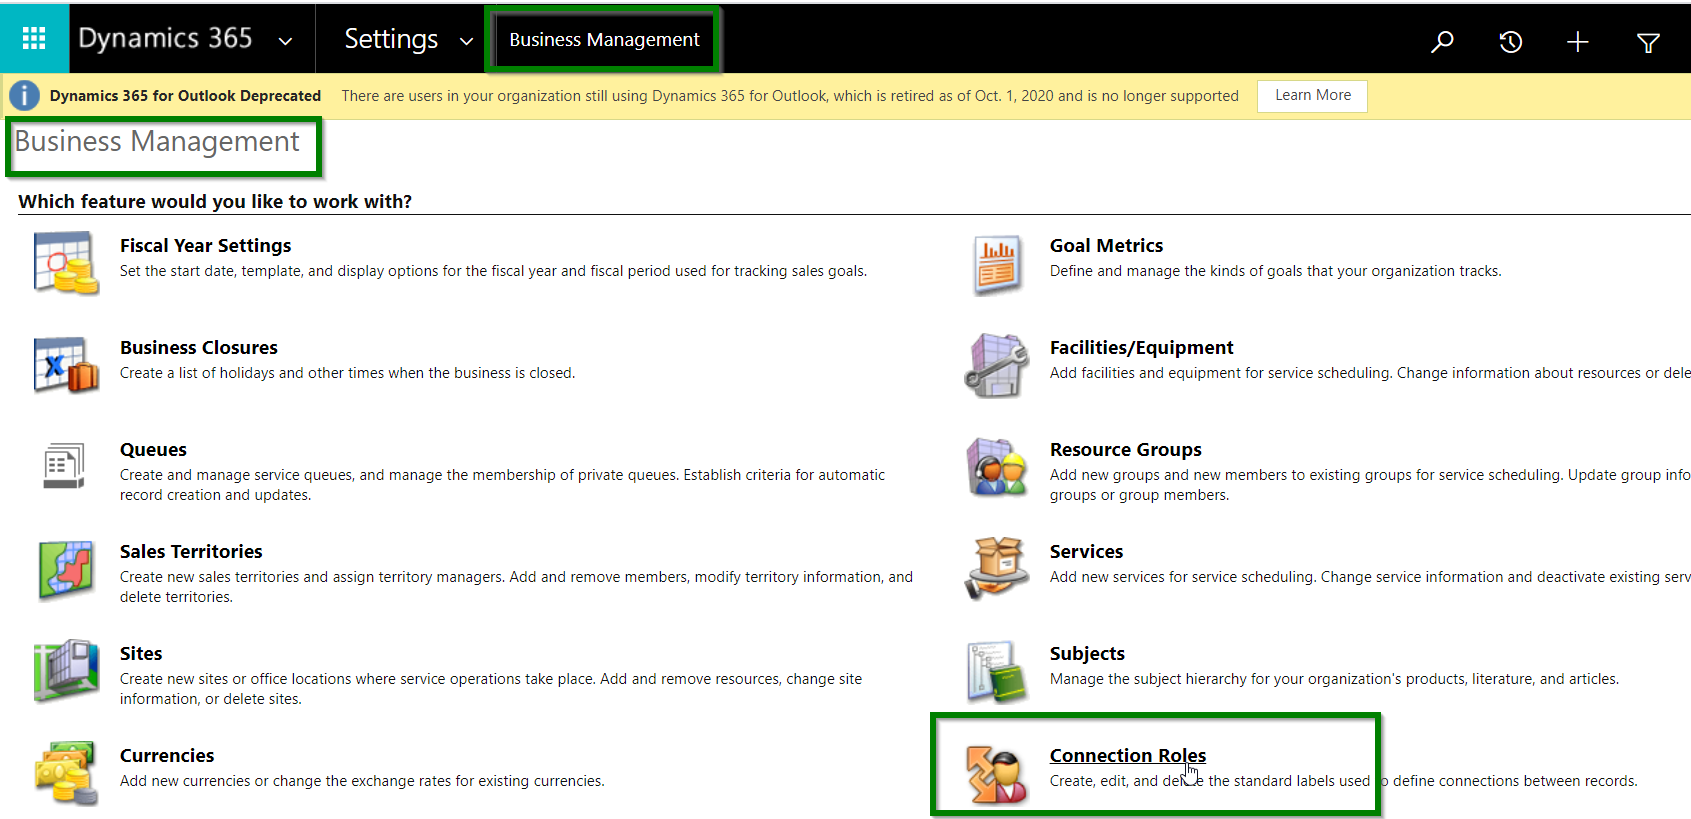 Dynamics 365 Settings Business Management
Dynamics 365 for Outlook Deprecated There are users in your organization still using Dynamics 365 for Outlook, which is retired as of Oct. 1, 2020 and is no longer supported Learn More
Business Management
Which feature would you like to work with?
Fiscal Year Settings
Set the start date, template, and display options for the fiscal year and fiscal period used for tracking sales goals.
Goal Metrics
Define and manage the kinds of goals that your organization tracks.
Business Closures
Create a list of holidays and other times when the business is closed.
Facilities/Equipment
Add facilities and equipment for service scheduling. Change information about resources or dele
Queues
Create and manage service queues, and manage the membership of private queues. Establish criteria for automatic
record creation and updates.
Resource Groups
Add new groups and new members to existing groups for service scheduling. Update group info
groups or group members.
Sales Territories
Create new sales territories and assign territory managers. Add and remove members, modify territory information, and
delete territories.
Services
Add new services for service scheduling. Change service information and deactivate existing serv
Sites
Create new sites or office locations where service operations take place. Add and remove resources, change site
information, or delete sites.
Subjects
Manage the subject hierarchy for your organization's products, literature, and articles.
Currencies
Add new currencies or change the exchange rates for existing currencies.
Connection Roles
Create, edit, and delete the standard labels used to define connections between records.